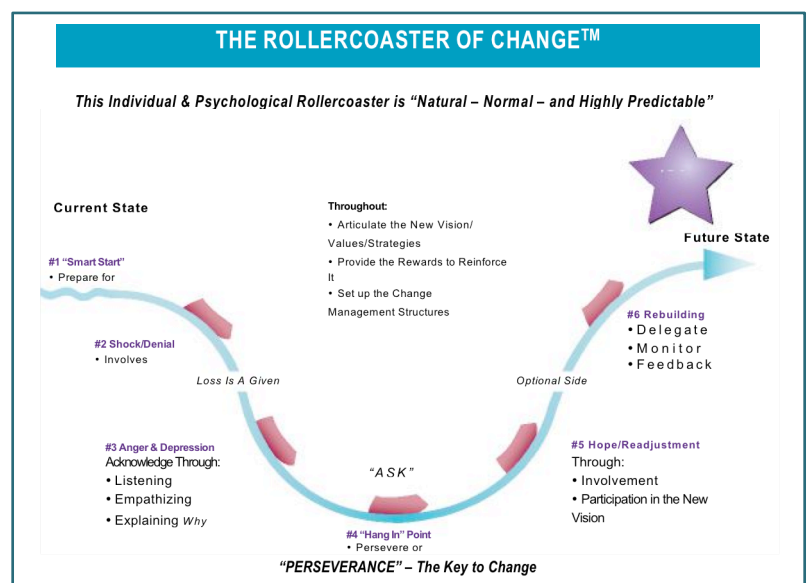 THE ROLLERCOASTER OF CHANGE™
This Individual & Psychological Rollercoaster is “Natural – Normal – and Highly Predictable”
Current State
Throughout:
• Articulate the New Vision/
Values/Strategies
• Provide the Rewards to Reinforce
It
• Set up the Change
Management Structures
Future State
#1 “Smart Start”
• Prepare for
#2 Shock/Denial
• Involves
Loss Is A Given
#3 Anger & Depression
Acknowledge Through:
• Listening
• Empathizing
• Explaining Why
“ASK”
#4 “Hang In” Point
• Persevere or
Optional Side
#5 Hope/Readjustment
Through:
• Involvement
• Participation in the New
Vision
#6 Rebuilding
• Delegate
• Monitor
• Feedback
“PERSEVERANCE” – The Key to Change